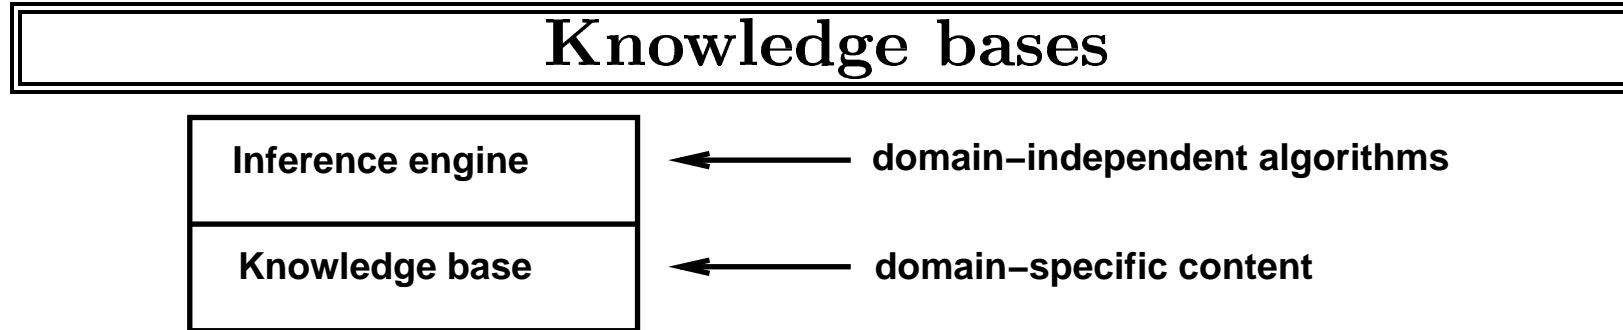 Knowledge bases
Inference engine
domain−independent algorithms
Knowledge base
domain−specific content